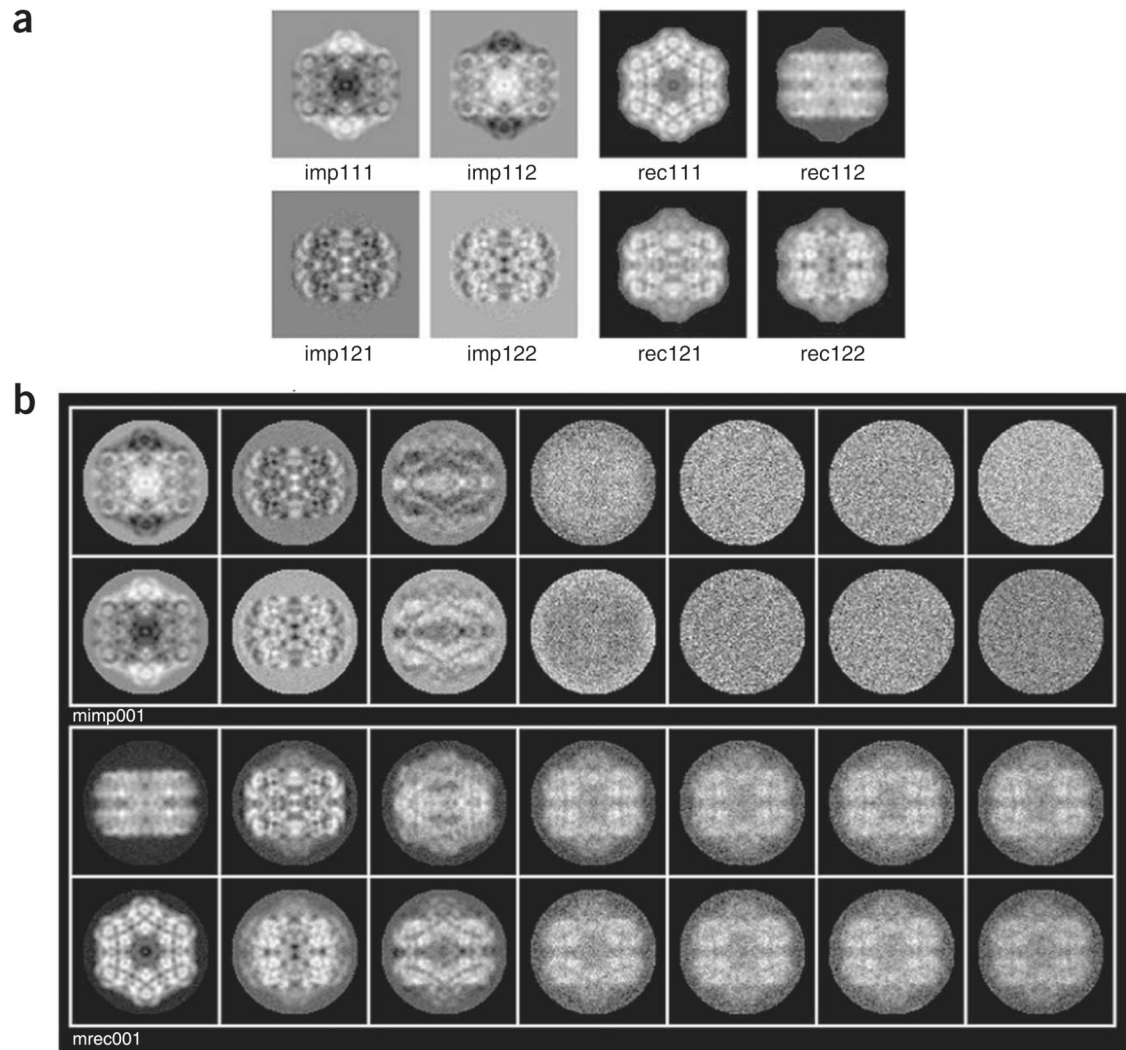 a
imp111 imp112 rec111 rec112
imp121 imp122 rec121 rec122
b
mimp001
mrec001